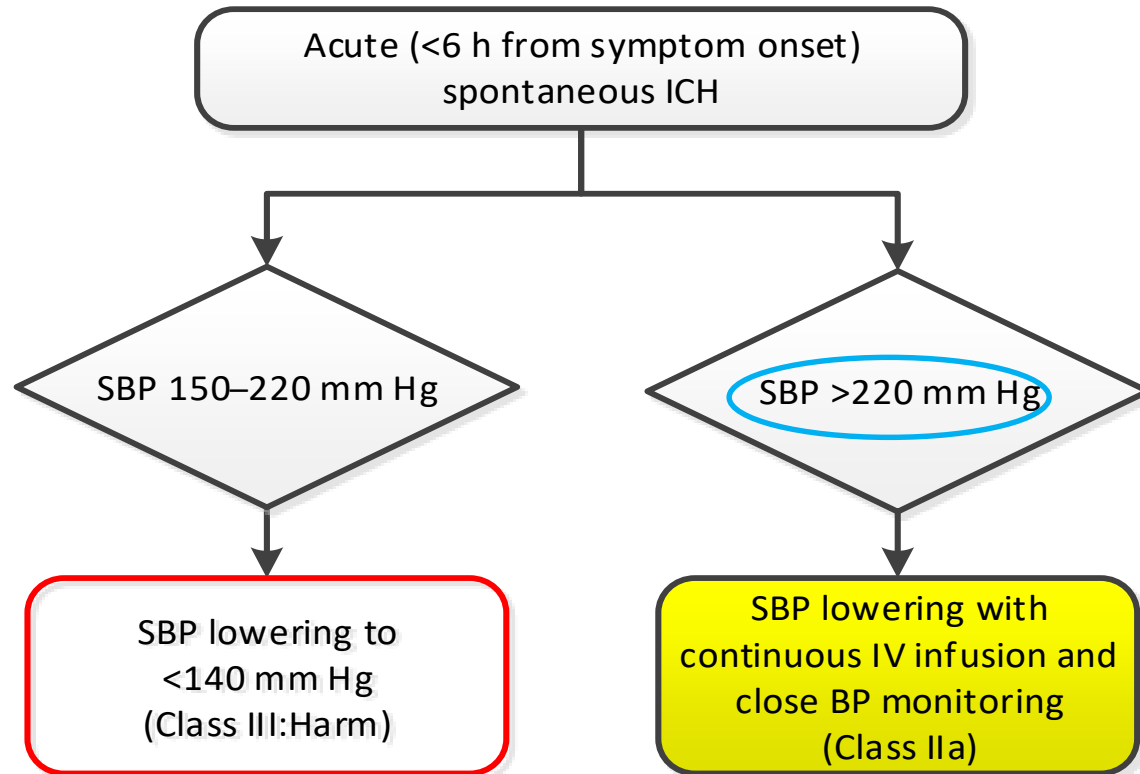 Acute (<6 h from symptom onset)
spontaneous ICH
SBP 150–220 mm Hg
SBP >220 mm Hg
SBP lowering to
<140 mm Hg
(Class III:Harm)
SBP lowering with
continuous IV infusion and
close BP monitoring
(Class IIa)